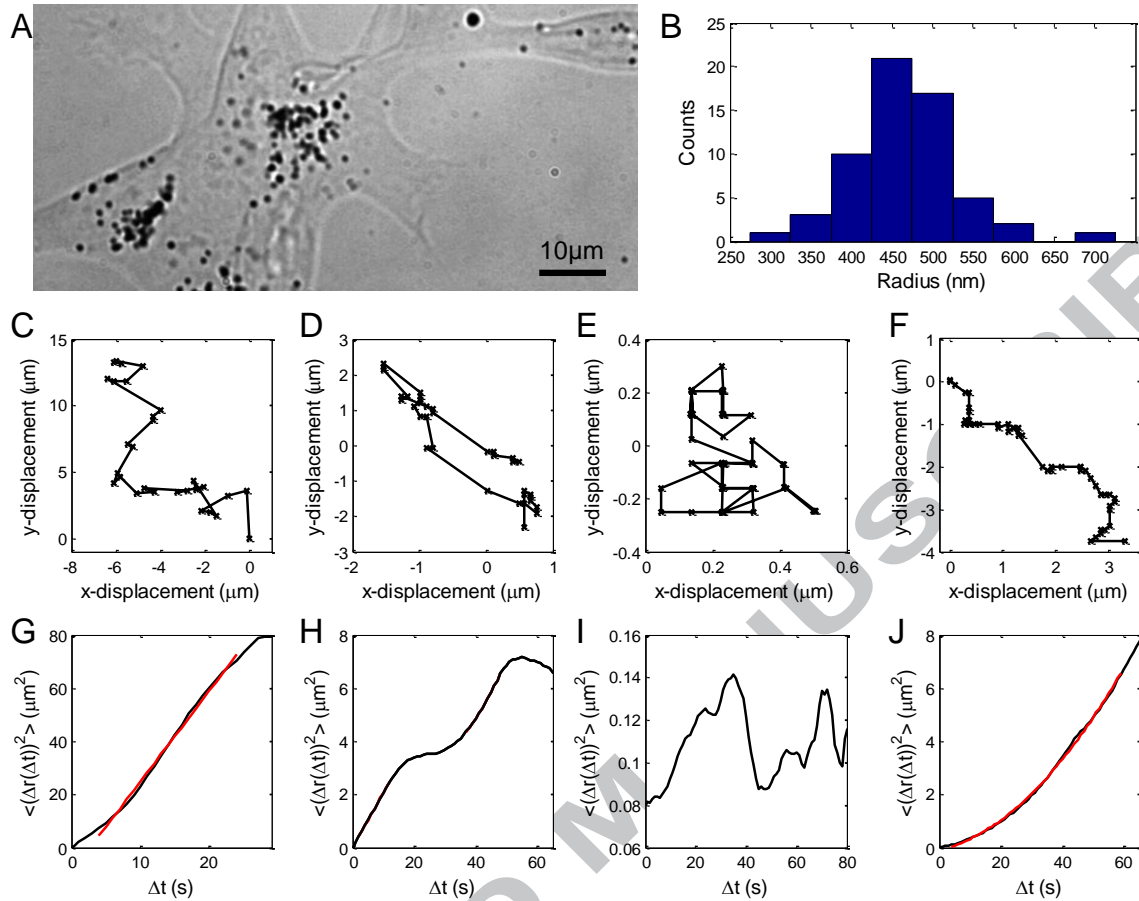 A
10μm
B
Counts
25
20
15
10
5
0
250 300 350 400 450 500 550 600 650 700
Radius (nm)
C
y-displacement (μm)
15
10
5
0
-8 -6 -4 -2 0
x-displacement (μm)
D
y-displacement (μm)
3
2
1
0
-1
-2
-3
-2 -1 0 1
x-displacement (μm)
E
y-displacement (μm)
0.4
0.2
0
-0.2
-0.4
0 0.2 0.4 0.6
x-displacement (μm)
F
y-displacement (μm)
1
0
-1
-2
-3
-4
0 1 2 3
x-displacement (μm)
G
<(Δr(Δt))²> (μm²)
80
60
40
20
0
0 10 20
Δt (s)
H
<(Δr(Δt))²> (μm²)
8
6
4
2
0
0 20 40 60
Δt (s)
I
<(Δr(Δt))²> (μm²)
0.16
0.14
0.12
0.1
0.08
0.06
0 20 40 60 80
Δt (s)
J
<(Δr(Δt))²> (μm²)
8
6
4
2
0
0 20 40 60
Δt (s)